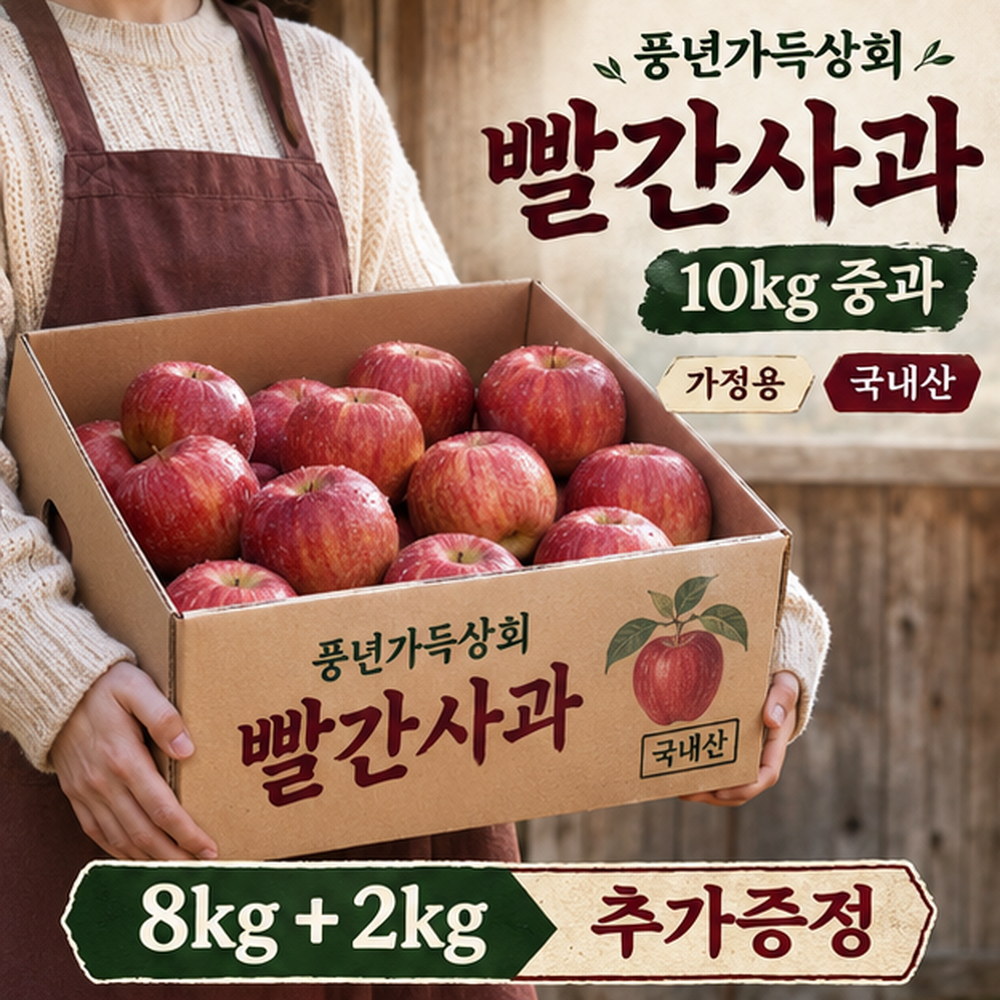 풍년가득상회
빨간사과
10kg 중과
가정용 국내산
풍년가득상회
빨간사과
국내산
8kg + 2kg 추가증정